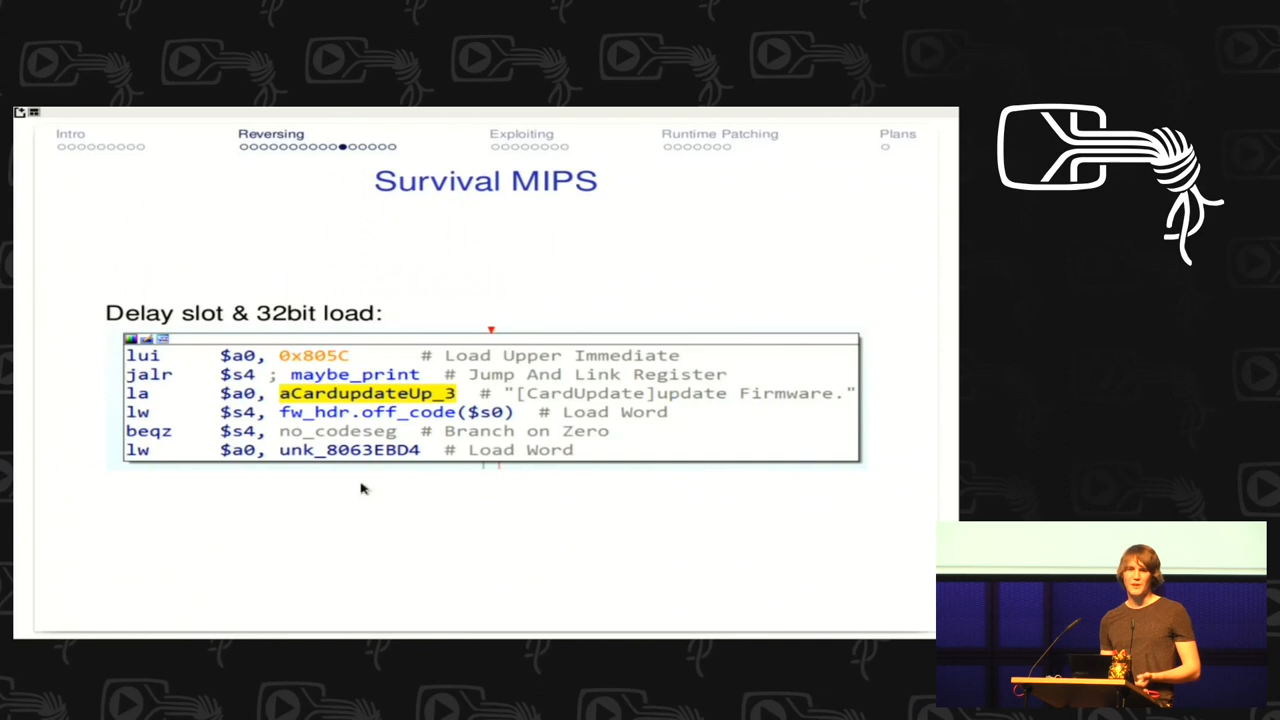 Intro Reversing Exploiting Runtime Patching Plans
Survival MIPS
Delay slot & 32bit load:
lui $a0, 0x805C # Load Upper Immediate
jalr $s4 ; maybe_print # Jump And Link Register
la $a0, aCardupdateUp_3 # "[CardUpdate]update Firmware."
lw $s4, fw_hdr.off_code($s0) # Load Word
beqz $s4, no_codeseg # Branch on Zero
lw $a0, unk_8063EBD4 # Load Word